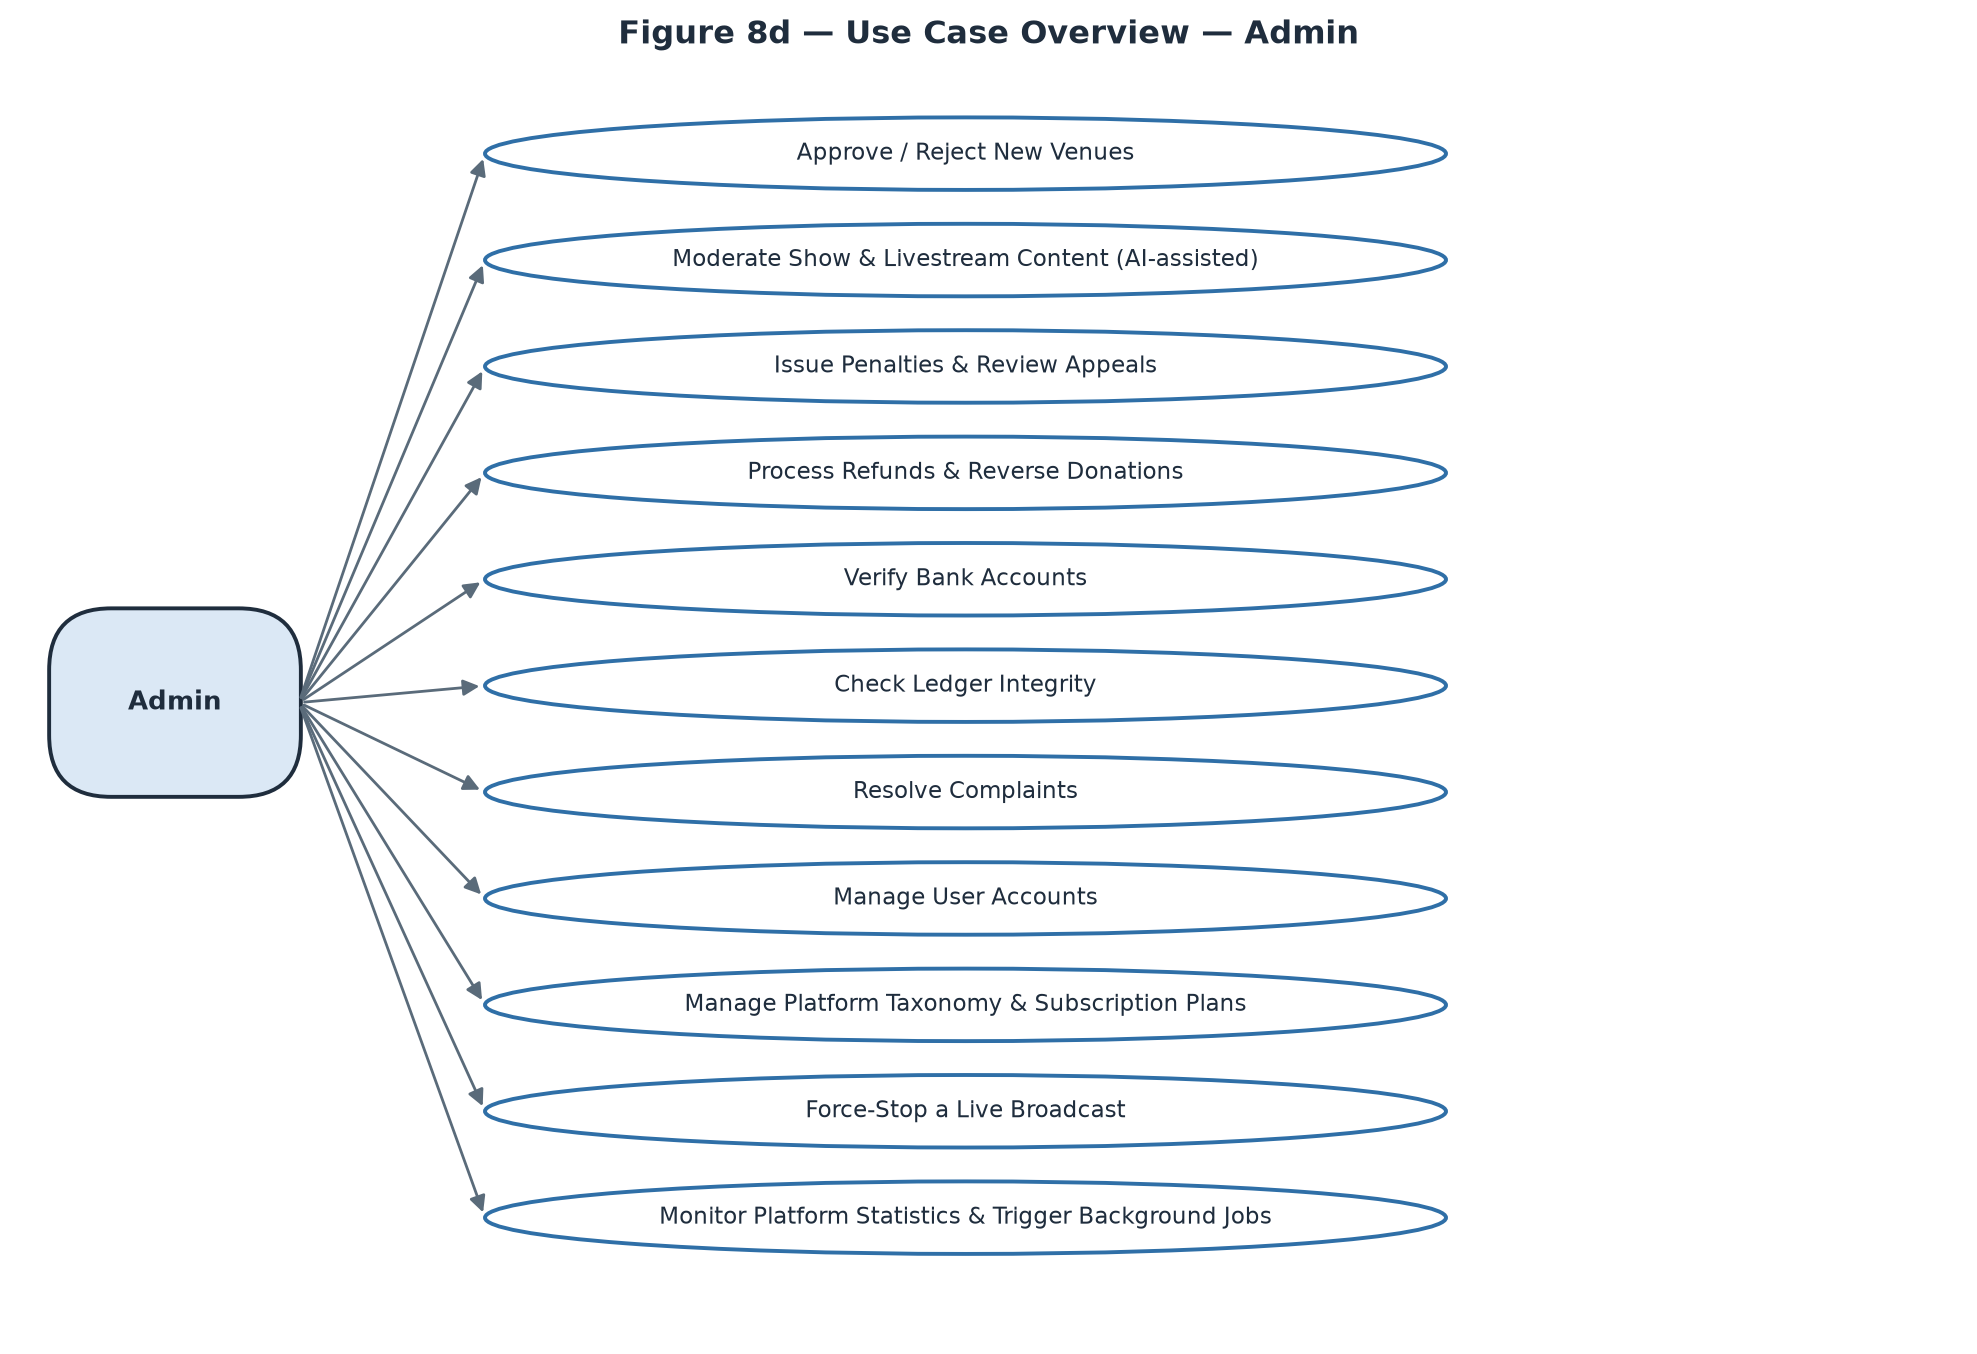 Figure 8d — Use Case Overview — Admin
Approve / Reject New Venues
Moderate Show & Livestream Content (AI-assisted)
Issue Penalties & Review Appeals
Process Refunds & Reverse Donations
Verify Bank Accounts
Check Ledger Integrity
Admin
Resolve Complaints
Manage User Accounts
Manage Platform Taxonomy & Subscription Plans
Force-Stop a Live Broadcast
Monitor Platform Statistics & Trigger Background Jobs